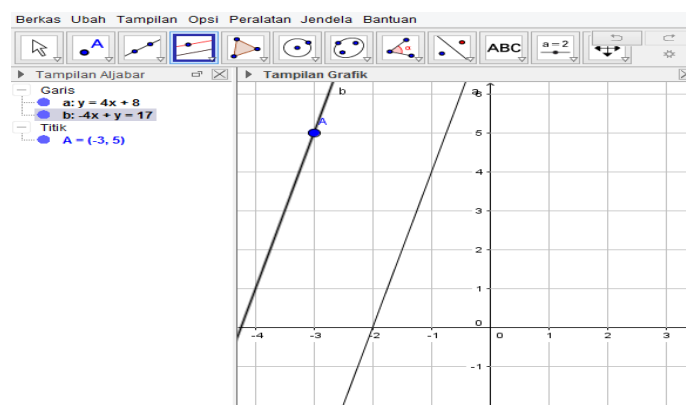 Berkas Ubah Tampilan Opsi Peralatan Jendela Bantuan
A ABC a=2
Tampilan Aljabar
Tampilan Grafik
Garis
a: y = 4x + 8
b: -4x + y = 17
Titik
A = (-3, 5)
b a 6
A
5
4
3
2
1
0
-4 -3 -2 -1 0 1 2 3
-1